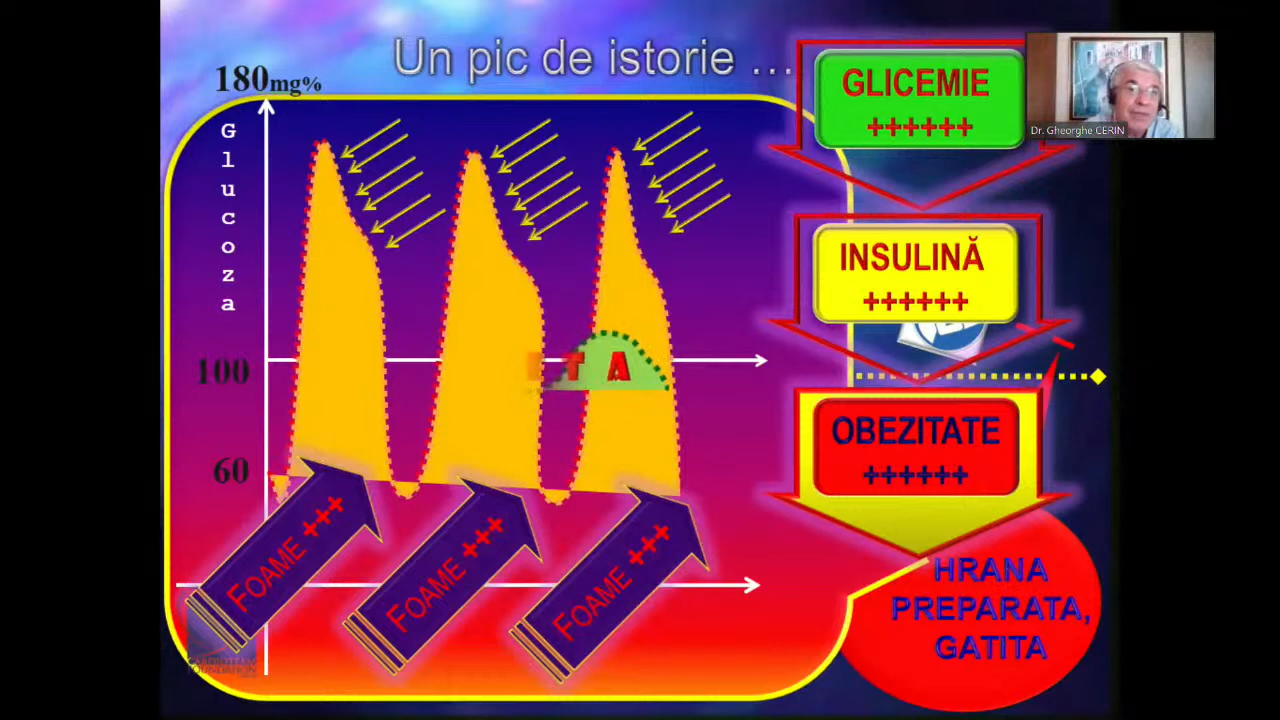 Un pic de istorie …
180mg%
Glucoza
100
60
T A
FOAME +++
FOAME +++
FOAME +++
GLICEMIE
++++++
Dr. Gheorghe CERIN
INSULINĂ
++++++
OBEZITATE
++++++
HRANA
PREPARATA,
GATITA